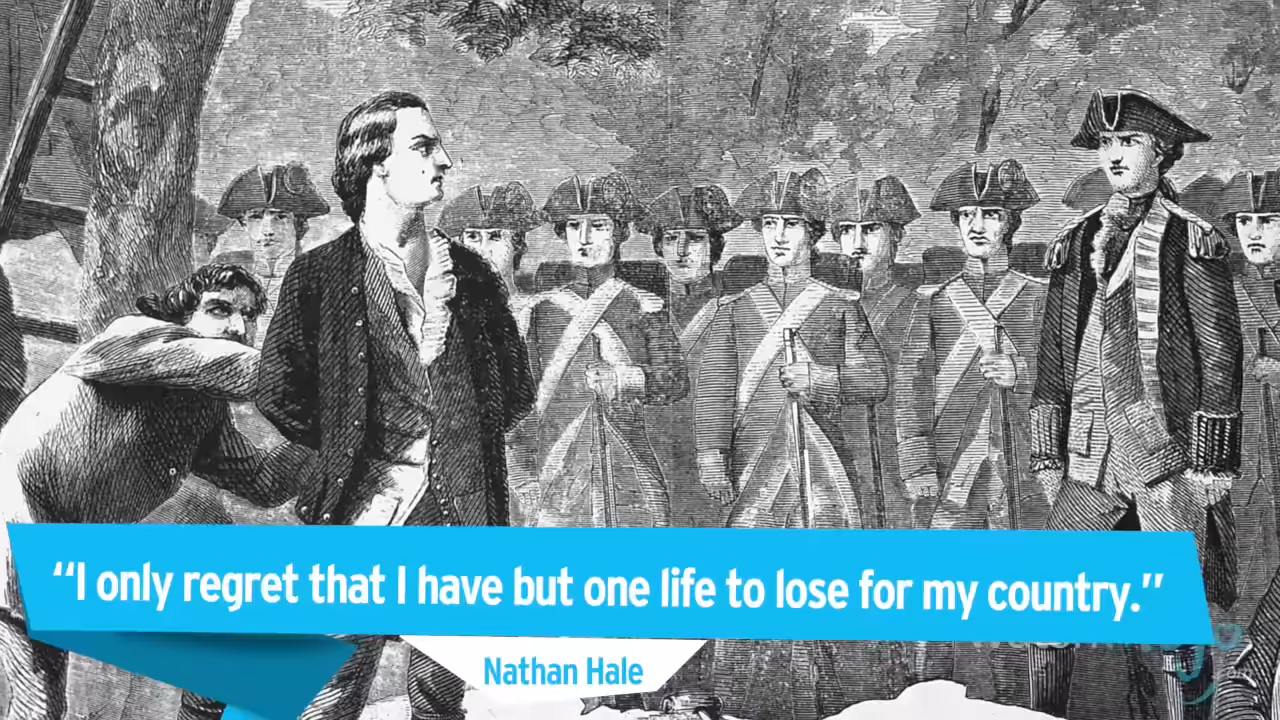 “I only regret that I have but one life to lose for my country.”
Nathan Hale